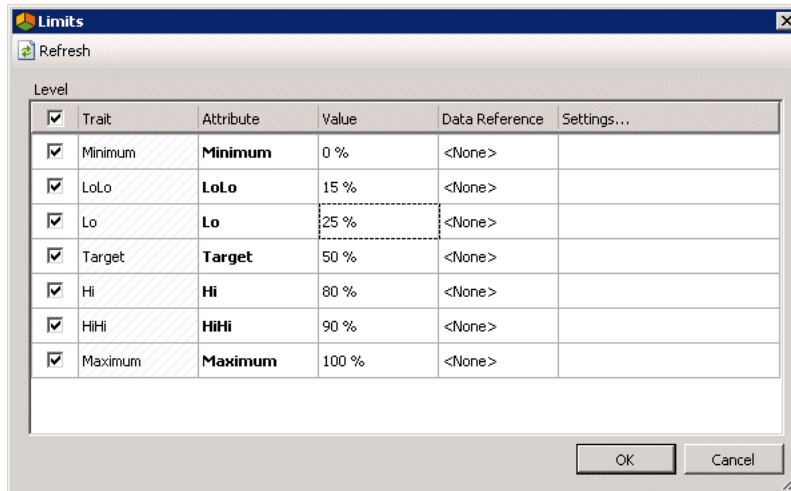 Limits
Refresh
Level
Trait Attribute Value Data Reference Settings...
Minimum Minimum 0 % <None>
LoLo LoLo 15 % <None>
Lo Lo 25 % <None>
Target Target 50 % <None>
Hi Hi 80 % <None>
HiHi HiHi 90 % <None>
Maximum Maximum 100 % <None>
OK Cancel